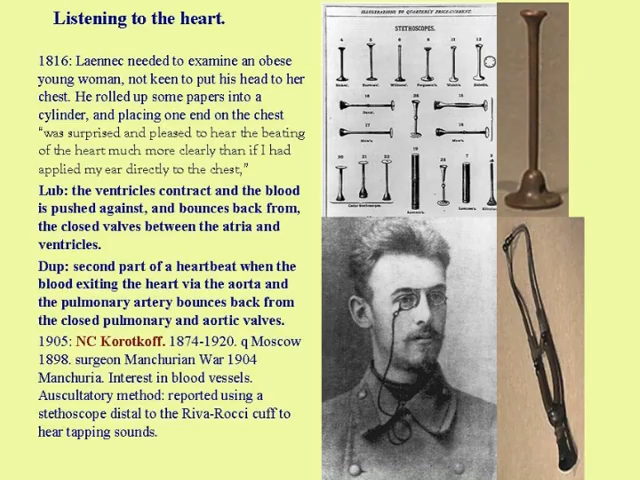 Listening to the heart.
1816: Laennec needed to examine an obese
young woman, not keen to put his head to her
chest. He rolled up some papers into a
cylinder, and placing one end on the chest
“was surprised and pleased to hear the beating
of the heart much more clearly than if I had
applied my ear directly to the chest,”
Lub: the ventricles contract and the blood
is pushed against, and bounces back from,
the closed valves between the atria and
ventricles.
Dup: second part of a heartbeat when the
blood exiting the heart via the aorta and
the pulmonary artery bounces back from
the closed pulmonary and aortic valves.
1905: NC Korotkoff. 1874-1920. q Moscow
1898. surgeon Manchurian War 1904
Manchuria. Interest in blood vessels.
Auscultatory method: reported using a
stethoscope distal to the Riva-Rocci cuff to
hear tapping sounds.
ILLUSTRATIONS TO QUARTERLY PRICE-CURRENT.
STETHOSCOPES.